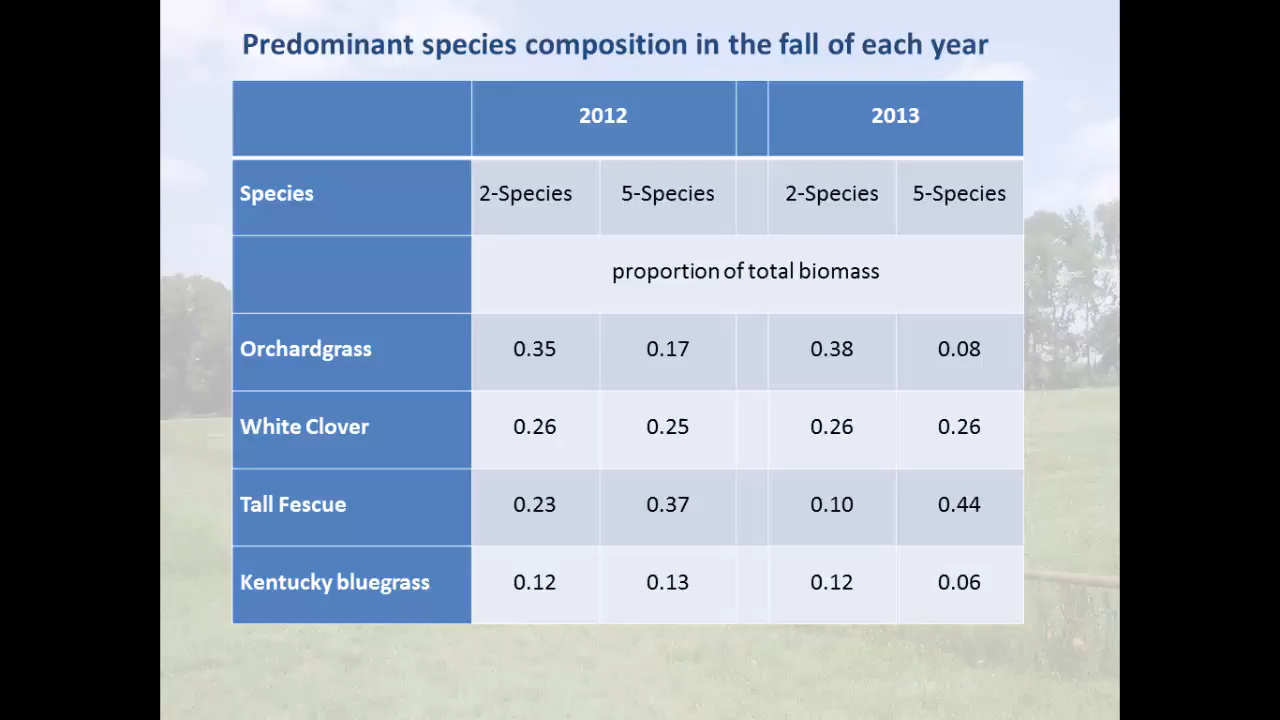 Predominant species composition in the fall of each year
2012 2013
Species 2-Species 5-Species 2-Species 5-Species
proportion of total biomass
Orchardgrass 0.35 0.17 0.38 0.08
White Clover 0.26 0.25 0.26 0.26
Tall Fescue 0.23 0.37 0.10 0.44
Kentucky bluegrass 0.12 0.13 0.12 0.06